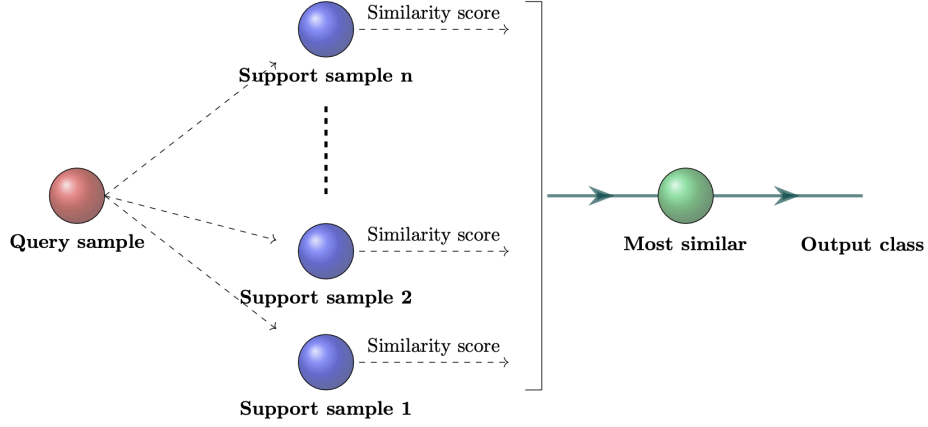 Similarity score
Support sample n
Query sample
Similarity score
Support sample 2
Similarity score
Support sample 1
Most similar
Output class